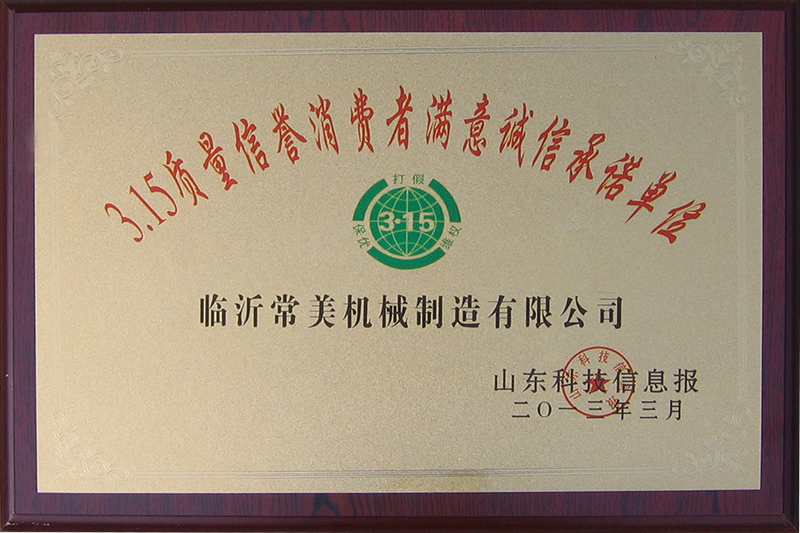 3.15质量信誉消费者满意诚信承诺单位
打假
3·15
保优
维权
临沂常美机械制造有限公司
山东科技信息报
二〇一三年三月